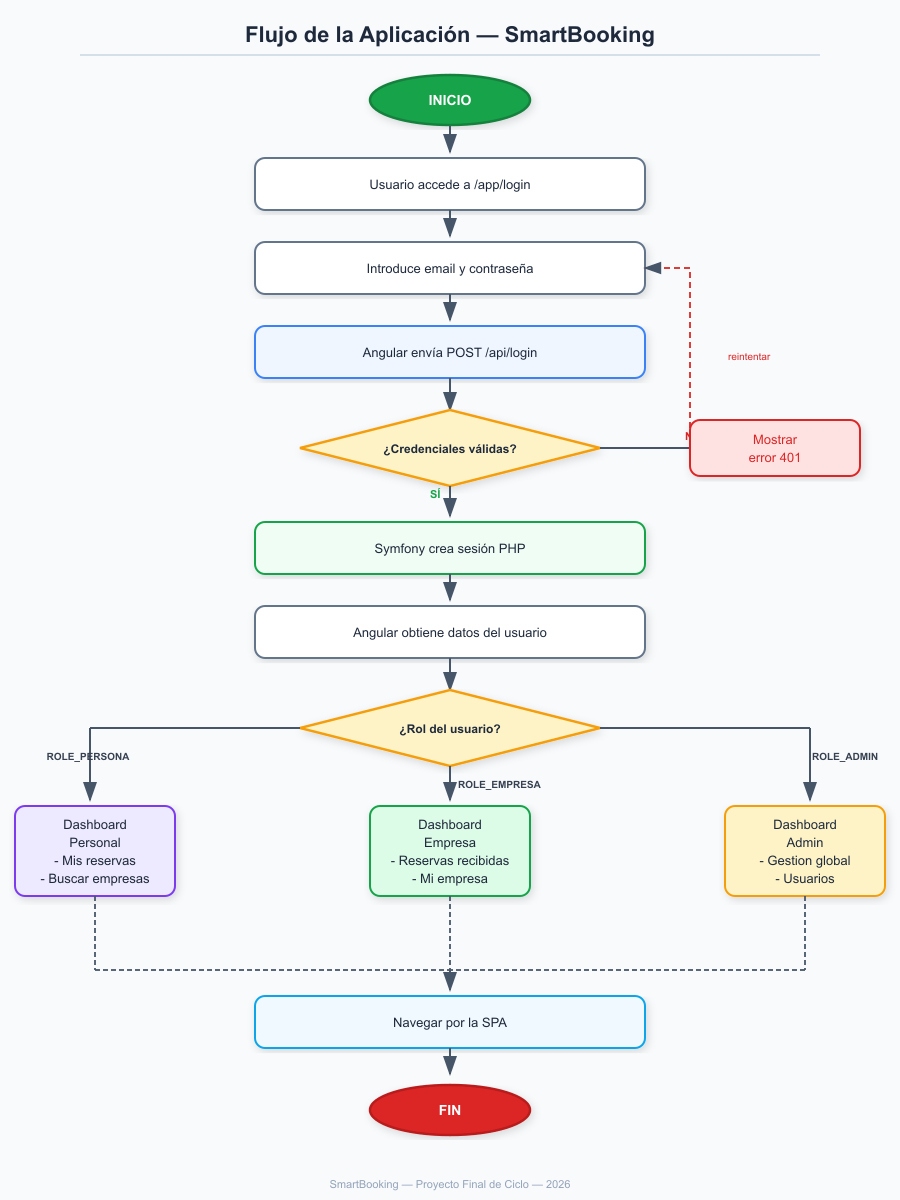 Flujo de la Aplicación — SmartBooking
INICIO
Usuario accede a /app/login
Introduce email y contraseña
Angular envía POST /api/login
reintentar
¿Credenciales válidas?
Mostrar
error 401
SÍ
Symfony crea sesión PHP
Angular obtiene datos del usuario
¿Rol del usuario?
ROLE_PERSONA
ROLE_EMPRESA
ROLE_ADMIN
Dashboard
Personal
- Mis reservas
- Buscar empresas
Dashboard
Empresa
- Reservas recibidas
- Mi empresa
Dashboard
Admin
- Gestion global
- Usuarios
Navegar por la SPA
FIN
SmartBooking — Proyecto Final de Ciclo — 2026